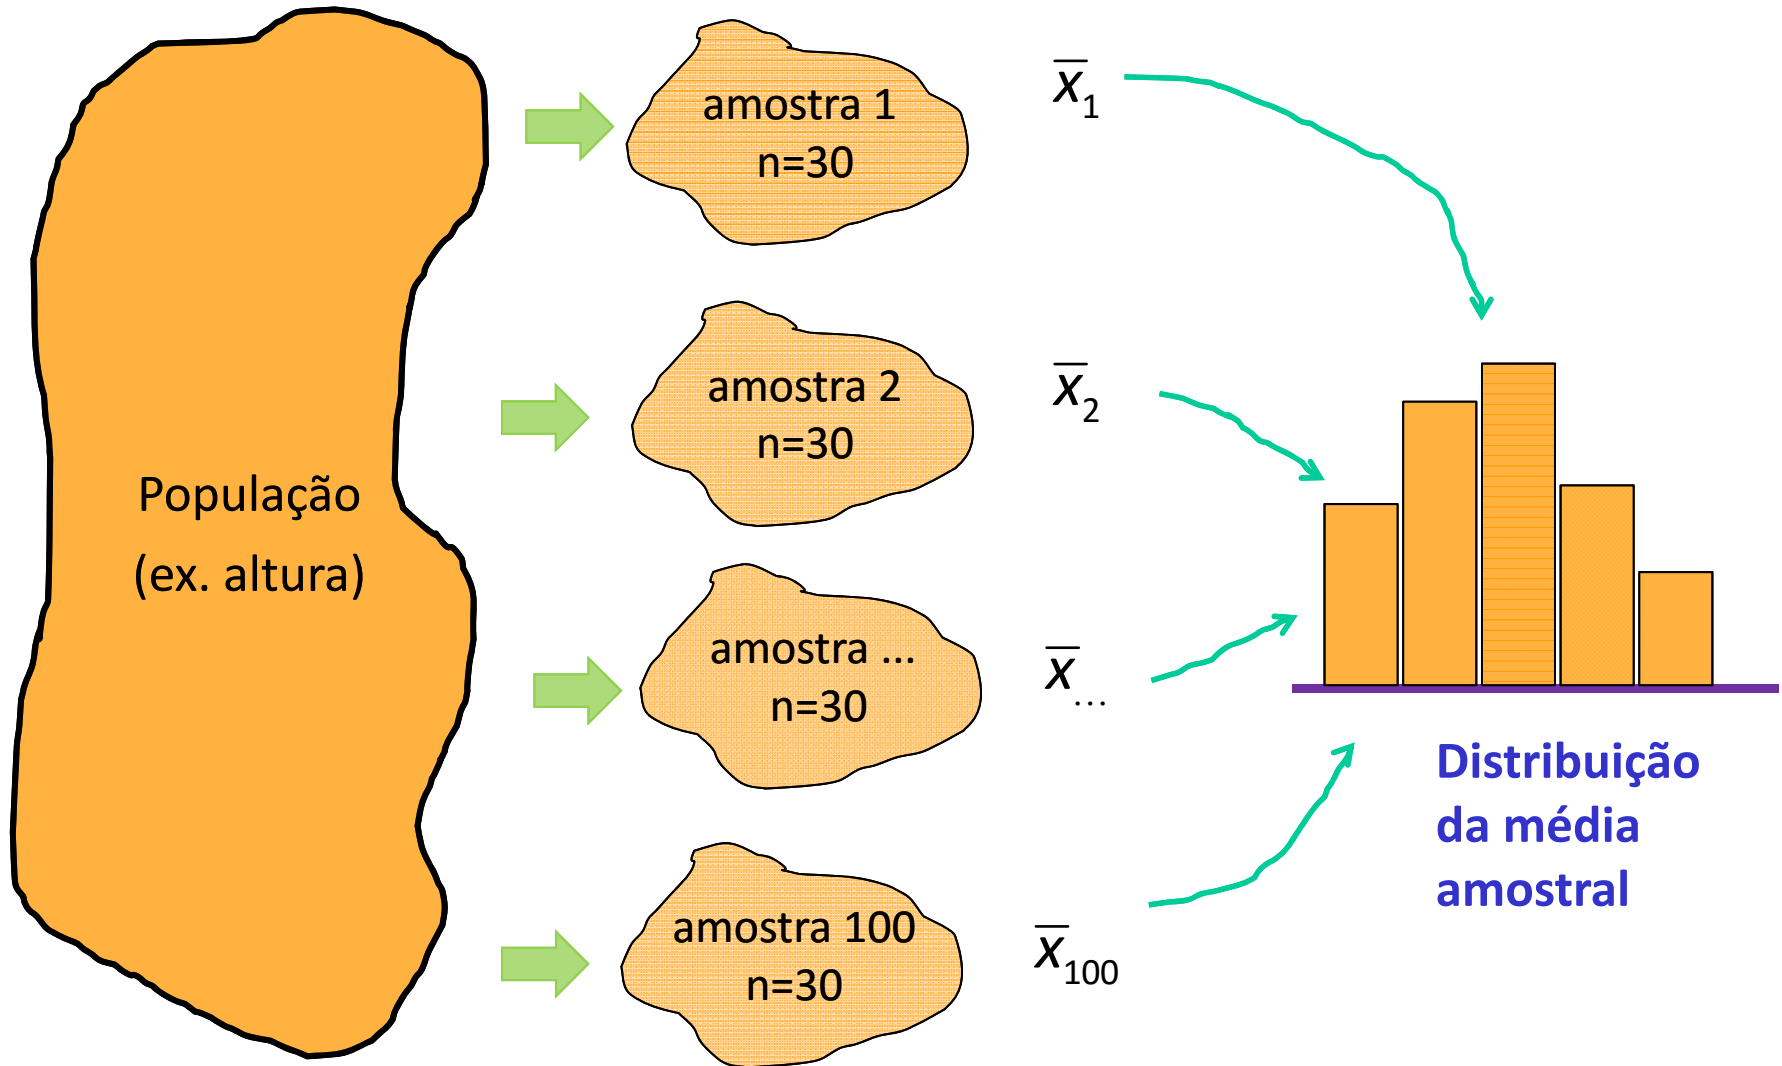 População
(ex. altura)
amostra 1
n=30
x̅₁
amostra 2
n=30
x̅₂
amostra ...
n=30
x̅...
amostra 100
n=30
x̅₁₀₀
Distribuição
da média
amostral